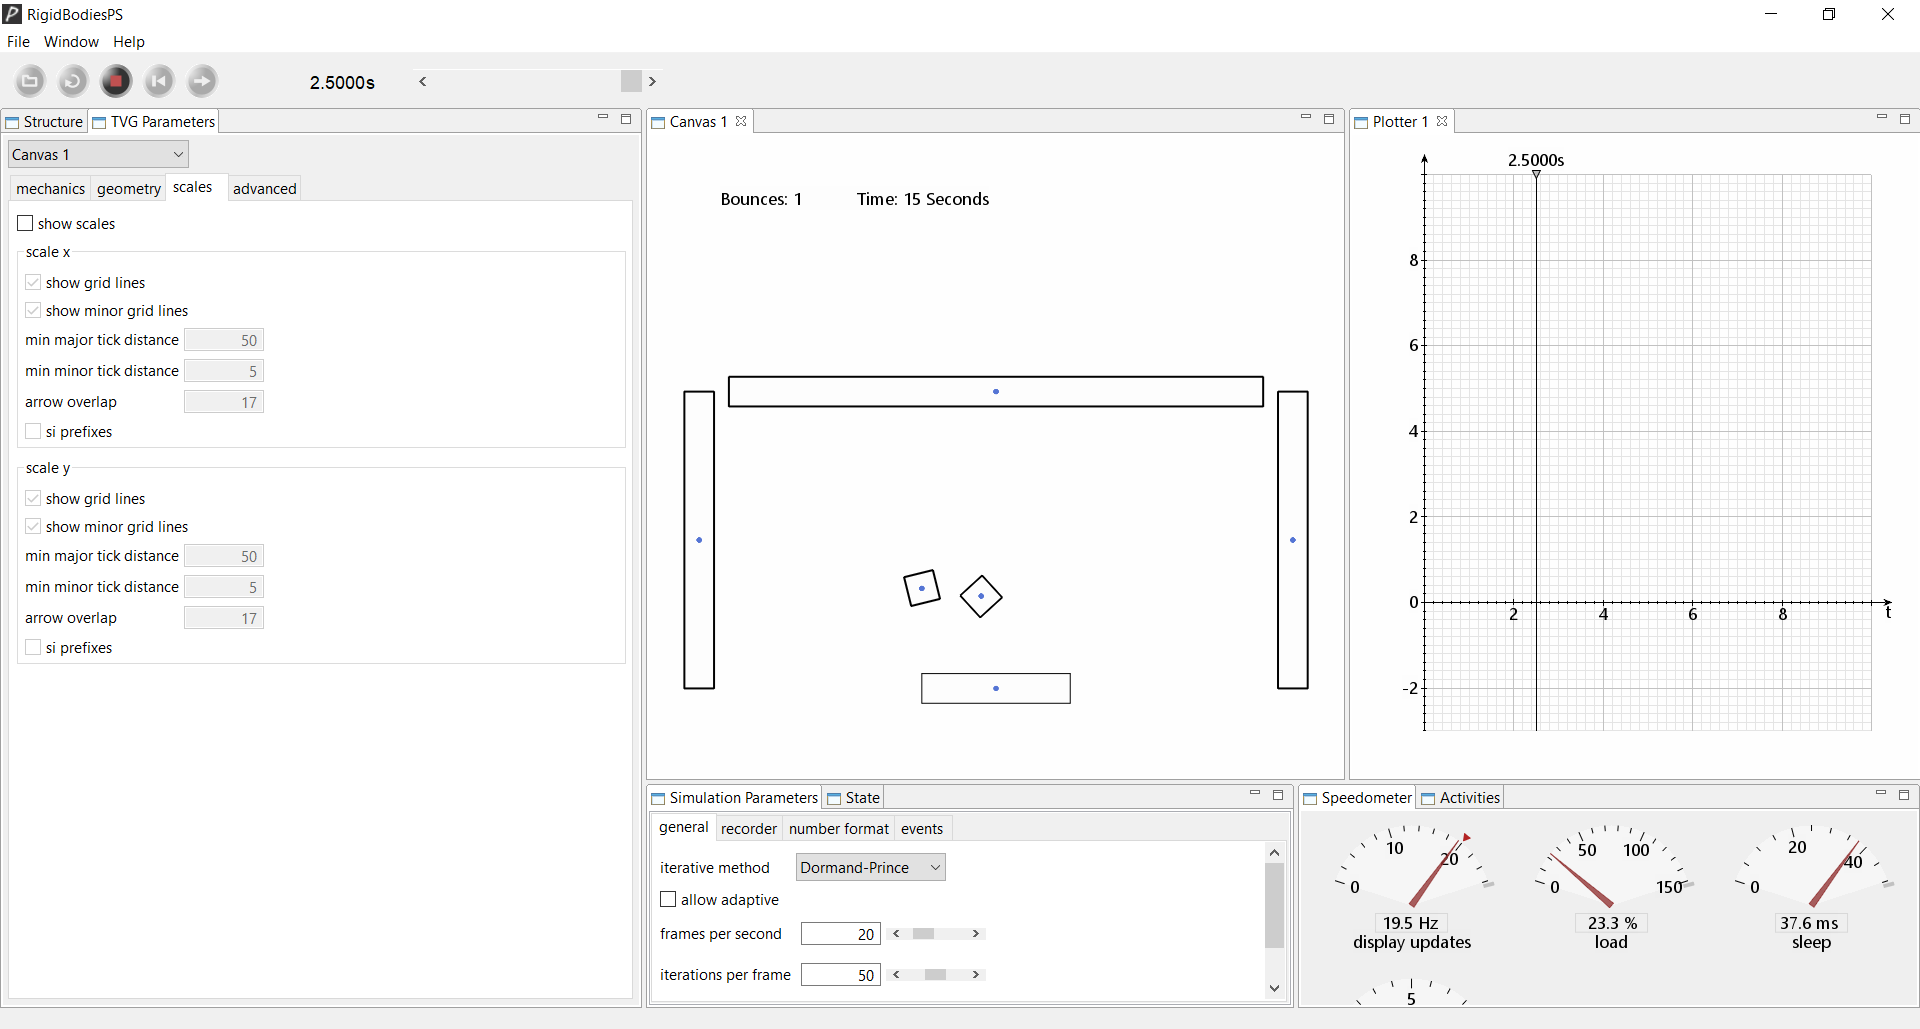 RigidBodiesPS
File Window Help
2.5000s
Structure TVG Parameters
Canvas 1
mechanics geometry scales advanced
show scales
scale x
show grid lines
show minor grid lines
min major tick distance 50
min minor tick distance 5
arrow overlap 17
si prefixes
scale y
show grid lines
show minor grid lines
min major tick distance 50
min minor tick distance 5
arrow overlap 17
si prefixes
Canvas 1
Bounces: 1 Time: 15 Seconds
Plotter 1
2.5000s
8
6
4
2
0
2 4 6 8 t
-2
Simulation Parameters State
general recorder number format events
iterative method Dormand-Prince
allow adaptive
frames per second 20
iterations per frame 50
Speedometer Activities
0 10 20
19.5 Hz
display updates
0 50 100 150
23.3 %
load
0 20 40
37.6 ms
sleep
5